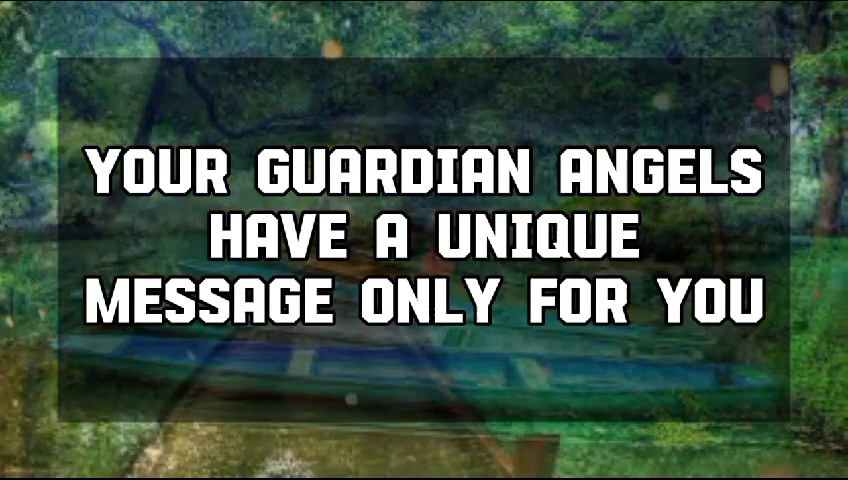 YOUR GUARDIAN ANGELS
HAVE A UNIQUE
MESSAGE ONLY FOR YOU